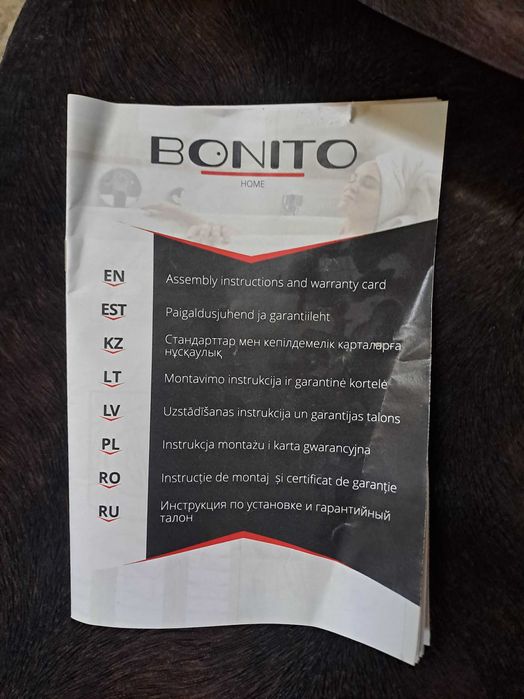 BONITO
HOME
EN Assembly instructions and warranty card
EST Paigaldusjuhend ja garantiileht
KZ Стандарттар мен кепілдемелік карталарға
нұсқаулық
LT Montavimo instrukcija ir garantinė kortelė
LV Uzstādīšanas instrukcija un garantijas talons
PL Instrukcja montażu i karta gwarancyjna
RO Instrucție de montaj și certificat de garanție
RU Инструкция по установке и гарантийный
талон